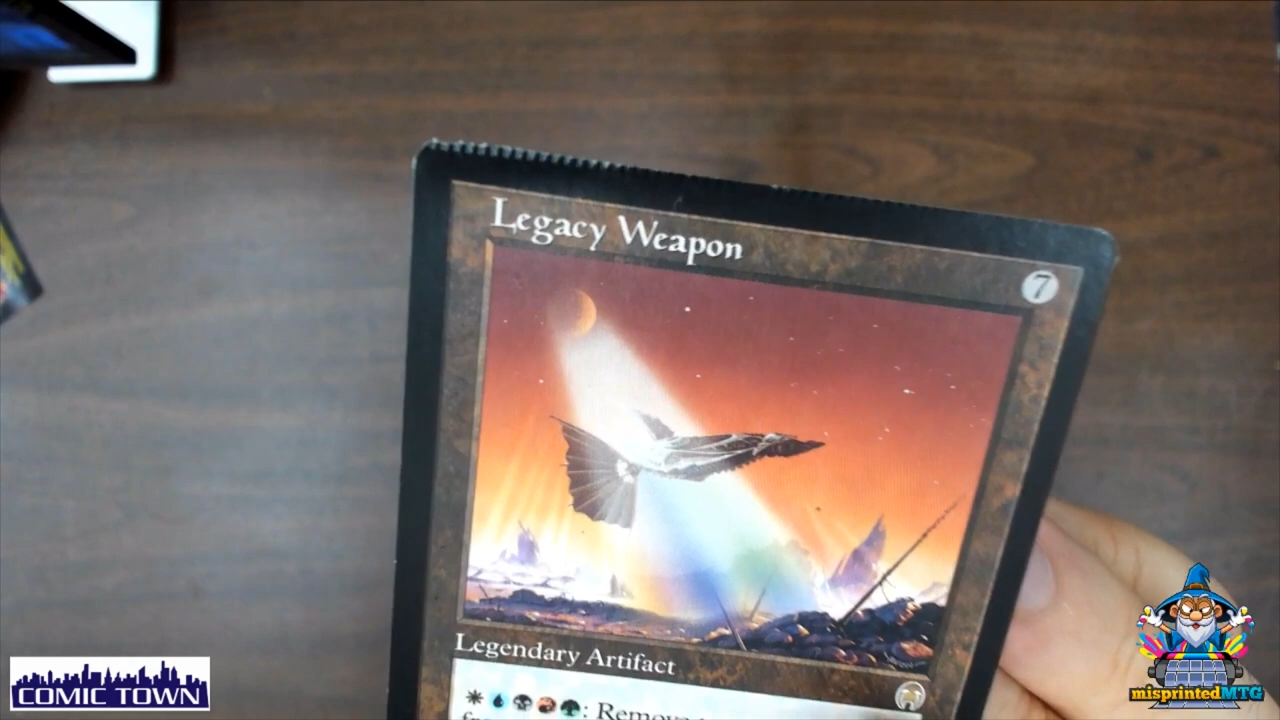 Legacy Weapon
7
Legendary Artifact
: Remove
COMIC TOWN
misprintedMTG